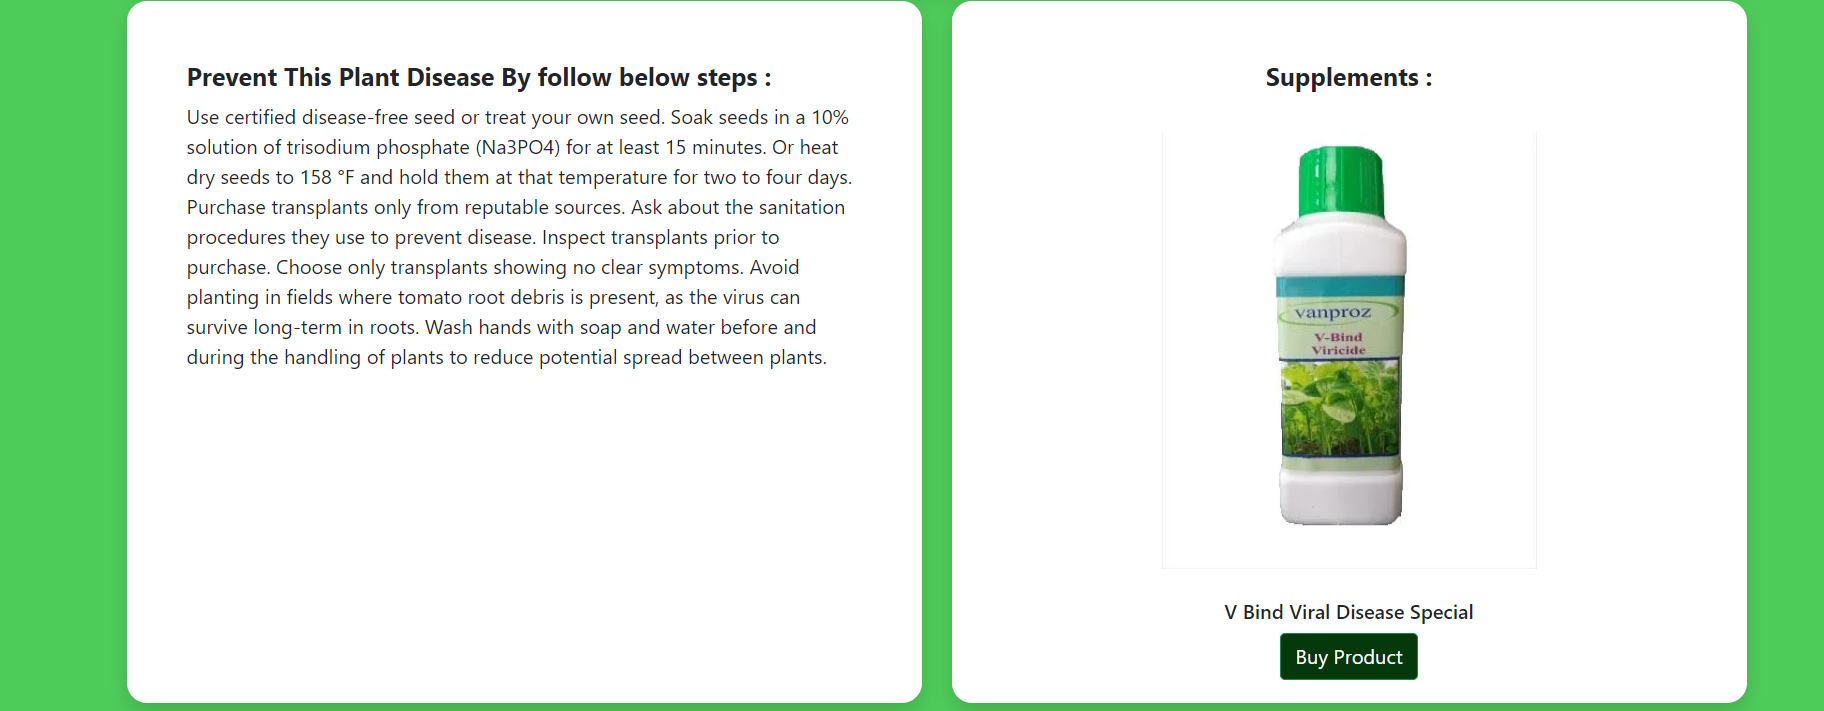 Prevent This Plant Disease By follow below steps :
Use certified disease-free seed or treat your own seed. Soak seeds in a 10%
solution of trisodium phosphate (Na3PO4) for at least 15 minutes. Or heat
dry seeds to 158 °F and hold them at that temperature for two to four days.
Purchase transplants only from reputable sources. Ask about the sanitation
procedures they use to prevent disease. Inspect transplants prior to
purchase. Choose only transplants showing no clear symptoms. Avoid
planting in fields where tomato root debris is present, as the virus can
survive long-term in roots. Wash hands with soap and water before and
during the handling of plants to reduce potential spread between plants.
Supplements :
vanproz
V-Bind
Viricide
V Bind Viral Disease Special
Buy Product